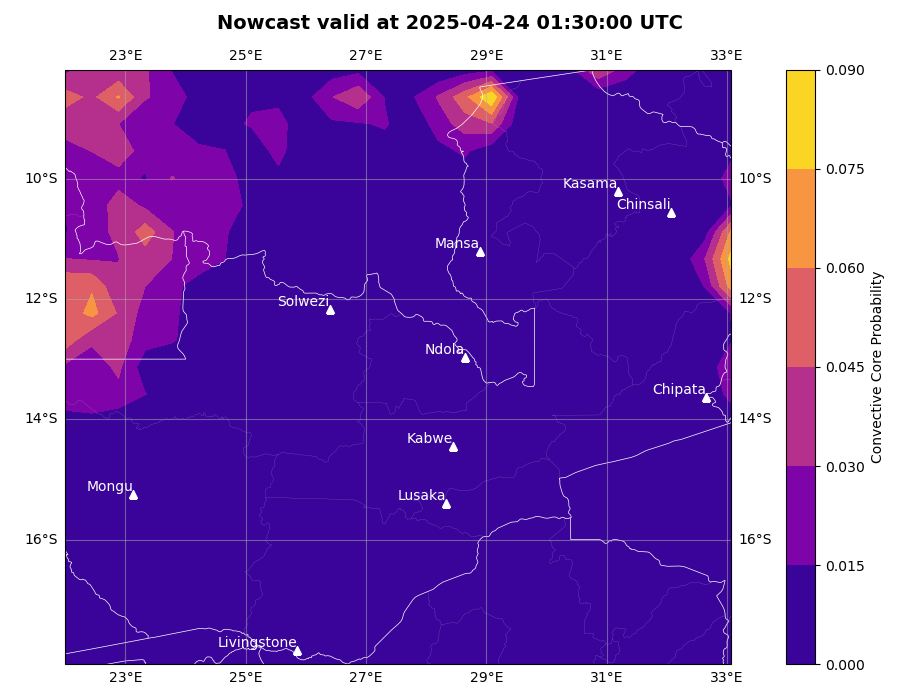 Nowcast valid at 2025-04-24 01:30:00 UTC
23°E 25°E 27°E 29°E 31°E 33°E
0.090
0.075
10°S 10°S
Kasama
Chinsali
Mansa
0.060
12°S 12°S
Solwezi
Ndola
0.045
Chipata
14°S 14°S
Kabwe
0.030
Mongu
Lusaka
16°S 16°S
0.015
Livingstone
0.000
23°E 25°E 27°E 29°E 31°E 33°E
Convective Core Probability